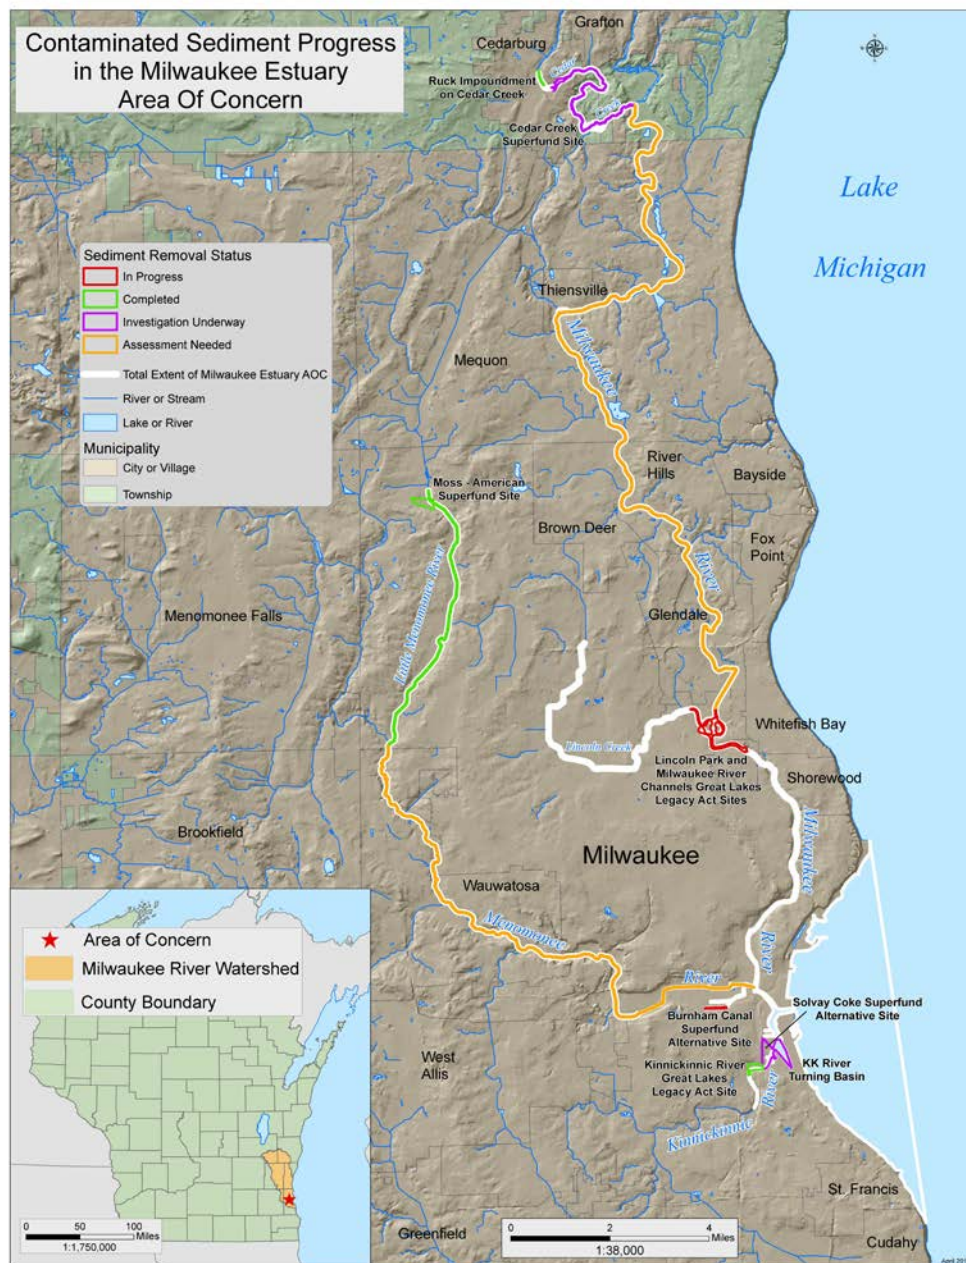 Contaminated Sediment Progress
in the Milwaukee Estuary
Area Of Concern
Grafton
Cedarburg
Cedar
Ruck Impoundment
on Cedar Creek
Creek
Cedar Creek
Superfund Site
Lake
Michigan
Sediment Removal Status
In Progress
Completed
Investigation Underway
Assessment Needed
Total Extent of Milwaukee Estuary AOC
River or Stream
Lake or River
Municipality
City or Village
Township
Thiensville
Milwaukee
Mequon
River
Hills
Bayside
Moss - American
Superfund Site
Brown Deer
Fox
Point
River
Little Menomonee River
Menomonee Falls
Glendale
Whitefish Bay
Lincoln Creek
Lincoln Park and
Milwaukee River
Channels Great Lakes
Legacy Act Sites
Shorewood
Milwaukee
Brookfield
Milwaukee
Wauwatosa
Menomonee
River
River
Solvay Coke Superfund
Alternative Site
Burnham Canal
Superfund
Alternative Site
West
Allis
Kinnickinnic River
Great Lakes
Legacy Act Site
KK River
Turning Basin
River
Kinnickinnic
St. Francis
Greenfield
Cudahy
Area of Concern
Milwaukee River Watershed
County Boundary
0 50 100
Miles
1:1,750,000
0 2 4
Miles
1:38,000